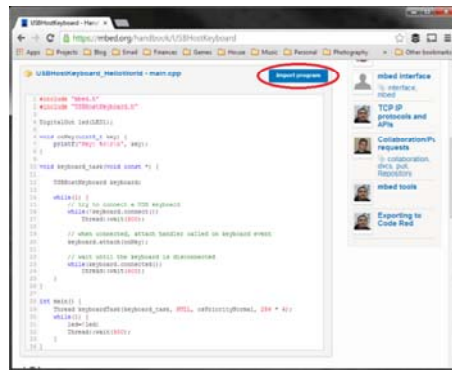 USBHostKeyboard - Hand
https://mbed.org/handbook/USBHostKeyboard
Apps Projects Blog Email Finances Games House Music Personal Photography Other bookmarks
USBHostKeyboard_HelloWorld - main.cpp
Import program
#include "mbed.h"
#include "USBHostKeyboard.h"
DigitalOut led(LED1);
void onKey(uint8_t key) {
printf("Key: %c\r\n", key);
}
void keyboard_task(void const *) {
USBHostKeyboard keyboard;
while(1) {
// try to connect a USB keyboard
while(!keyboard.connect())
Thread::wait(500);
// when connected, attach handler called on keyboard event
keyboard.attach(onKey);
// wait until the keyboard is disconnected
while(keyboard.connected())
Thread::wait(500);
}
}
int main() {
Thread keyboardTask(keyboard_task, NULL, osPriorityNormal, 256 * 4);
while(1) {
led=!led;
Thread::wait(500);
}
}
mbed interface
interface,
mbed
TCP IP
protocols and
APIs
Collaboration/Pu
requests
collaboration,
dvcs, pull,
Repository
mbed tools
Exporting to
Code Red